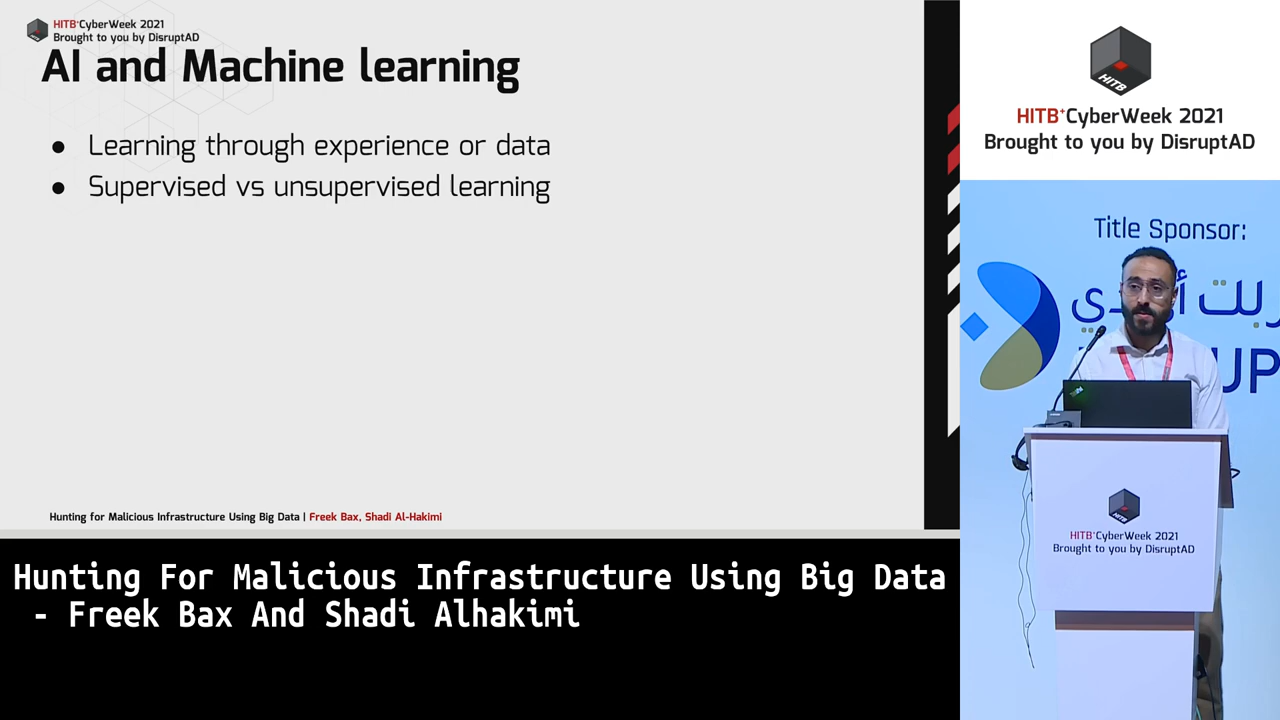 HITB+CyberWeek 2021
Brought to you by DisruptAD
AI and Machine learning
● Learning through experience or data
● Supervised vs unsupervised learning
Hunting for Malicious Infrastructure Using Big Data | Freek Bax, Shadi Al-Hakimi
Hunting For Malicious Infrastructure Using Big Data
- Freek Bax And Shadi Alhakimi
HITB
HITB+CyberWeek 2021
Brought to you by DisruptAD
Title Sponsor:
UP
HITB
HITB+CyberWeek 2021
Brought to you by DisruptAD